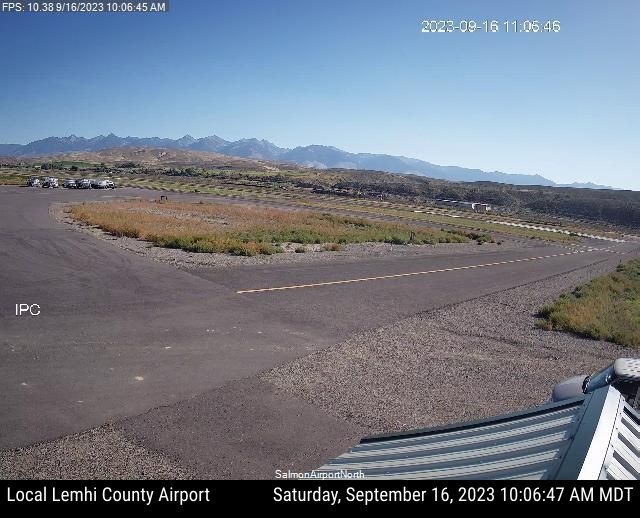 FPS: 10.38 9/16/2023 10:06:45 AM
2023-09-16 11:05:46
IPC
SalmonAirportNorth
Local Lemhi County Airport Saturday, September 16, 2023 10:06:47 AM MDT